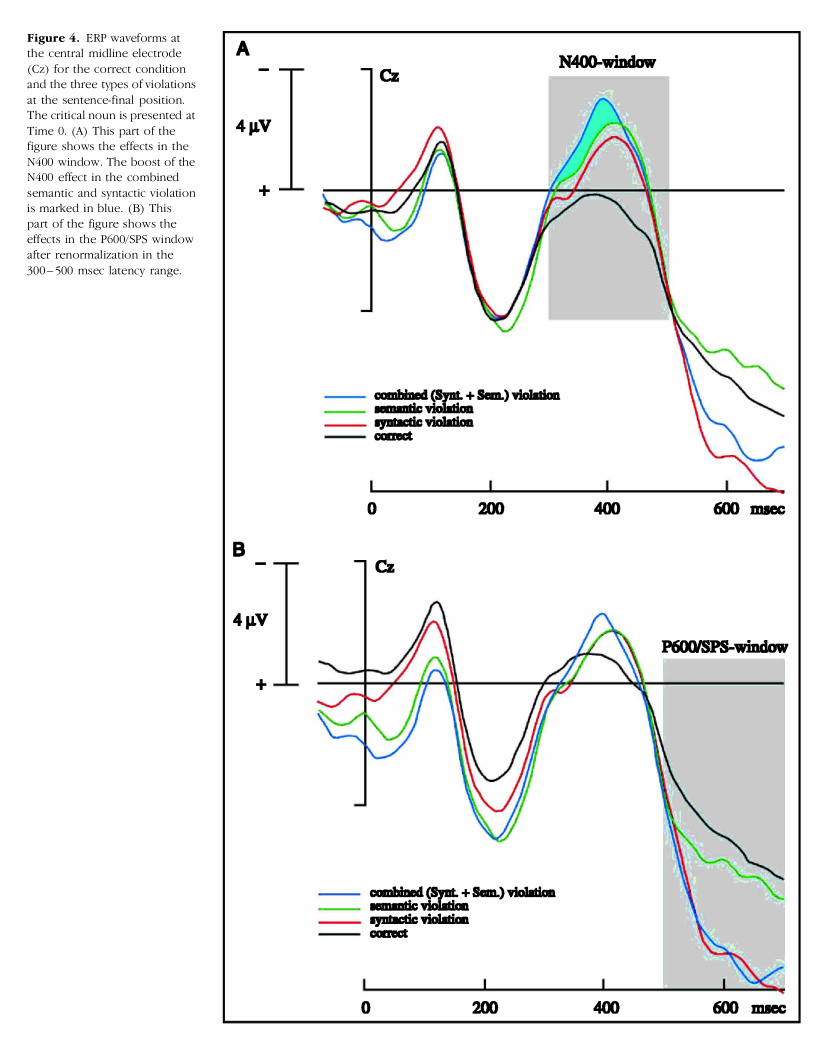 Figure 4. ERP waveforms at
the central midline electrode
(Cz) for the correct condition
and the three types of violations
at the sentence-final position.
The critical noun is presented at
Time 0. (A) This part of the
figure shows the effects in the
N400 window. The boost of the
N400 effect in the combined
semantic and syntactic violation
is marked in blue. (B) This
part of the figure shows the
effects in the P600/SPS window
after renormalization in the
300–500 msec latency range.
A
N400-window
−
Cz
4 µV
+
combined (Synt. + Sem.) violation
semantic violation
syntactic violation
correct
0 200 400 600 msec
B
−
Cz
4 µV
P600/SPS-window
+
combined (Synt. + Sem.) violation
semantic violation
syntactic violation
correct
0 200 400 600 msec